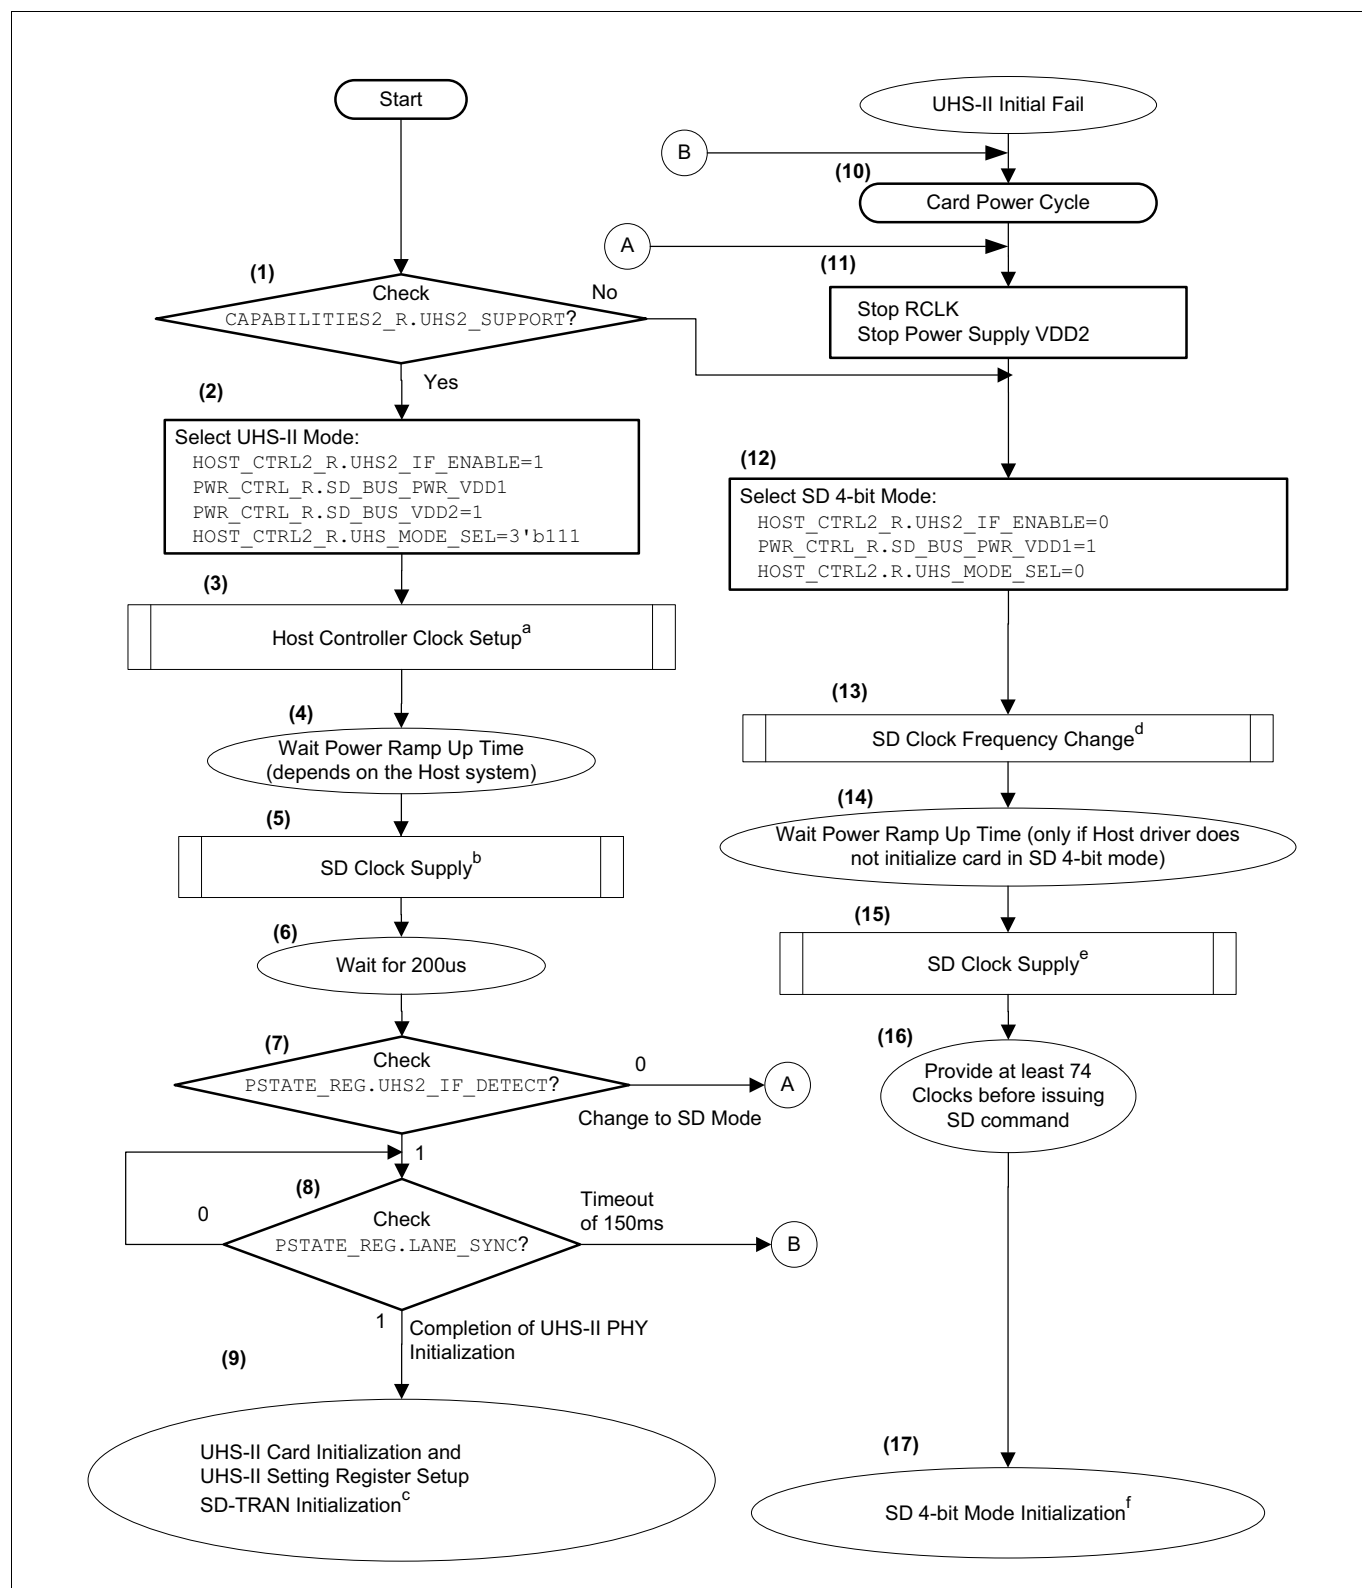 Start
(1)
Check
CAPABILITIES2_R.UHS2_SUPPORT?
No
Yes
(2)
Select UHS-II Mode:
HOST_CTRL2_R.UHS2_IF_ENABLE=1
PWR_CTRL_R.SD_BUS_PWR_VDD1
PWR_CTRL_R.SD_BUS_VDD2=1
HOST_CTRL2_R.UHS_MODE_SEL=3'b111
(3)
Host Controller Clock Setup^a
(4)
Wait Power Ramp Up Time
(depends on the Host system)
(5)
SD Clock Supply^b
(6)
Wait for 200us
(7)
Check
PSTATE_REG.UHS2_IF_DETECT?
0
A
Change to SD Mode
1
(8)
0
Check
PSTATE_REG.LANE_SYNC?
Timeout
of 150ms
B
1
Completion of UHS-II PHY
Initialization
(9)
UHS-II Card Initialization and
UHS-II Setting Register Setup
SD-TRAN Initialization^c
UHS-II Initial Fail
B
(10)
Card Power Cycle
A
(11)
Stop RCLK
Stop Power Supply VDD2
(12)
Select SD 4-bit Mode:
HOST_CTRL2_R.UHS2_IF_ENABLE=0
PWR_CTRL_R.SD_BUS_PWR_VDD1=1
HOST_CTRL2.R.UHS_MODE_SEL=0
(13)
SD Clock Frequency Change^d
(14)
Wait Power Ramp Up Time (only if Host driver does
not initialize card in SD 4-bit mode)
(15)
SD Clock Supply^e
(16)
Provide at least 74
Clocks before issuing
SD command
(17)
SD 4-bit Mode Initialization^f